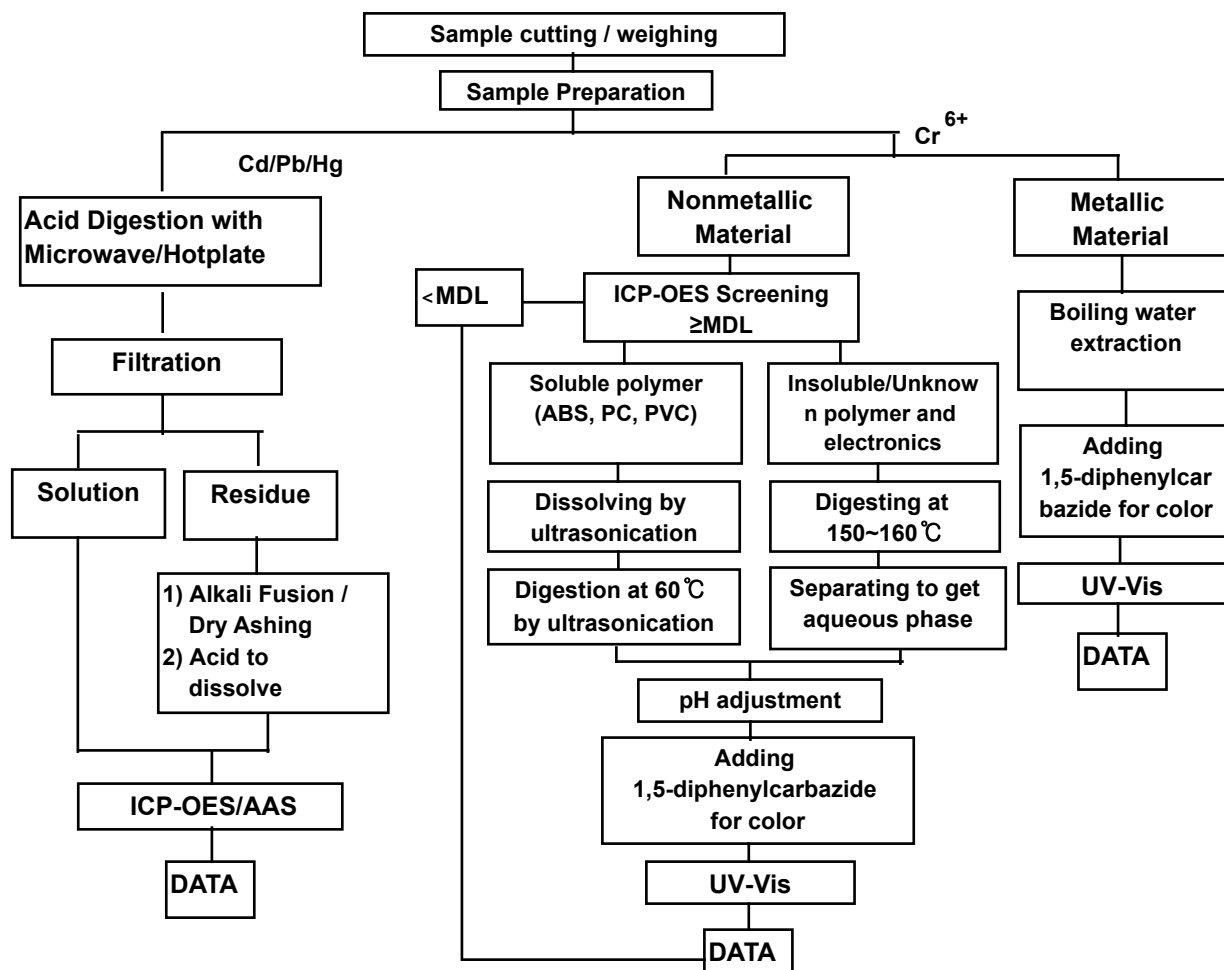 Sample cutting / weighing
Sample Preparation
Cr 6+
Cd/Pb/Hg
Acid Digestion with
Microwave/Hotplate
Filtration
Solution
Residue
1) Alkali Fusion /
Dry Ashing
2) Acid to
dissolve
ICP-OES/AAS
DATA
Nonmetallic
Material
<MDL
ICP-OES Screening
≥MDL
Soluble polymer
(ABS, PC, PVC)
Dissolving by
ultrasonication
Digestion at 60℃
by ultrasonication
Insoluble/Unknow
n polymer and
electronics
Digesting at
150~160℃
Separating to get
aqueous phase
pH adjustment
Adding
1,5-diphenylcarbazide
for color
UV-Vis
DATA
Metallic
Material
Boiling water
extraction
Adding
1,5-diphenylcar
bazide for color
UV-Vis
DATA